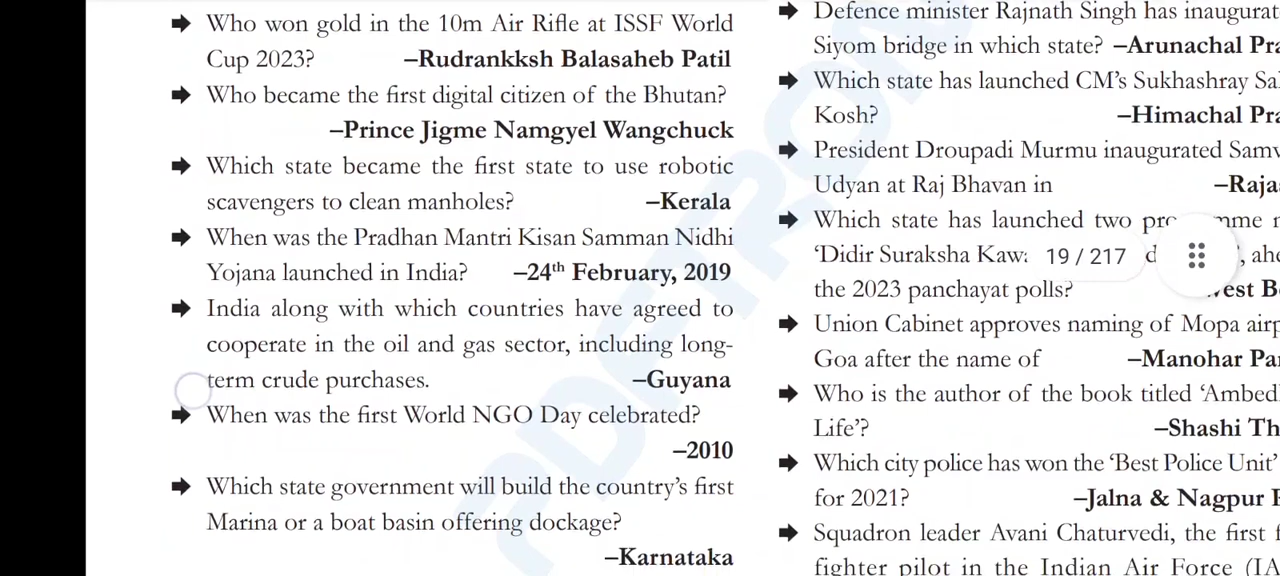 ➡ Who won gold in the 10m Air Rifle at ISSF World
Cup 2023? –Rudrankksh Balasaheb Patil
➡ Who became the first digital citizen of the Bhutan?
–Prince Jigme Namgyel Wangchuck
➡ Which state became the first state to use robotic
scavengers to clean manholes? –Kerala
➡ When was the Pradhan Mantri Kisan Samman Nidhi
Yojana launched in India? –24th February, 2019
➡ India along with which countries have agreed to
cooperate in the oil and gas sector, including long-
term crude purchases. –Guyana
➡ When was the first World NGO Day celebrated?
–2010
➡ Which state government will build the country's first
Marina or a boat basin offering dockage?
–Karnataka
➡ Defence minister Rajnath Singh has inaugurat
Siyom bridge in which state? –Arunachal Pra
➡ Which state has launched CM's Sukhashray Sa
Kosh? –Himachal Pra
➡ President Droupadi Murmu inaugurated Samv
Udyan at Raj Bhavan in –Raja
➡ Which state has launched two
'Didir Suraksha , ahe
the 2023 panchayat polls? est B
➡ Union Cabinet approves naming of Mopa airp
Goa after the name of –Manohar Pa
➡ Who is the author of the book titled 'Ambed
Life'? –Shashi Th
➡ Which city police has won the 'Best Police Unit'
for 2021? –Jalna & Nagpur
➡ Squadron leader Avani Chaturvedi, the first f
fighter pilot in the Indian Air Force (IA
19 / 217
PDFTRON